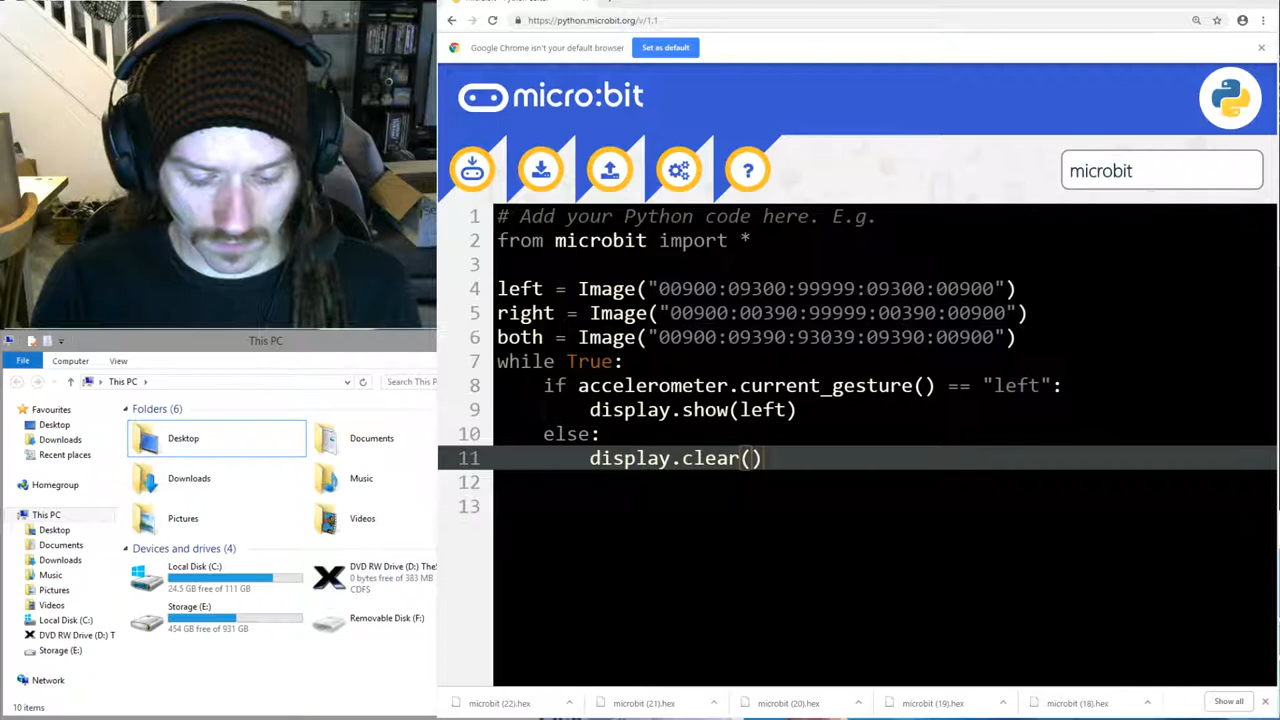 https://python.microbit.org/v/1.1
Google Chrome isn't your default browser
Set as default
micro:bit
?
microbit
1 # Add your Python code here. E.g.
2 from microbit import *
3
4 left = Image("00900:09300:99999:09300:00900")
5 right = Image("00900:00390:99999:00390:00900")
6 both = Image("00900:09390:93039:09390:00900")
7 while True:
8 if accelerometer.current_gesture() == "left":
9 display.show(left)
10 else:
11 display.clear()
12
13
This PC
File Computer View
This PC
Search This P
Favourites
Desktop
Downloads
Recent places
Homegroup
This PC
Desktop
Documents
Downloads
Music
Pictures
Videos
Local Disk (C:)
DVD RW Drive (D:) T
Storage (E:)
Network
Folders (6)
Desktop
Documents
Downloads
Music
Pictures
Videos
Devices and drives (4)
Local Disk (C:)
24.5 GB free of 111 GB
DVD RW Drive (D:) The
0 bytes free of 383 MB
CDFS
Storage (E:)
454 GB free of 931 GB
Removable Disk (F:)
10 items
microbit (22).hex
microbit (21).hex
microbit (20).hex
microbit (19).hex
microbit (18).hex
Show all